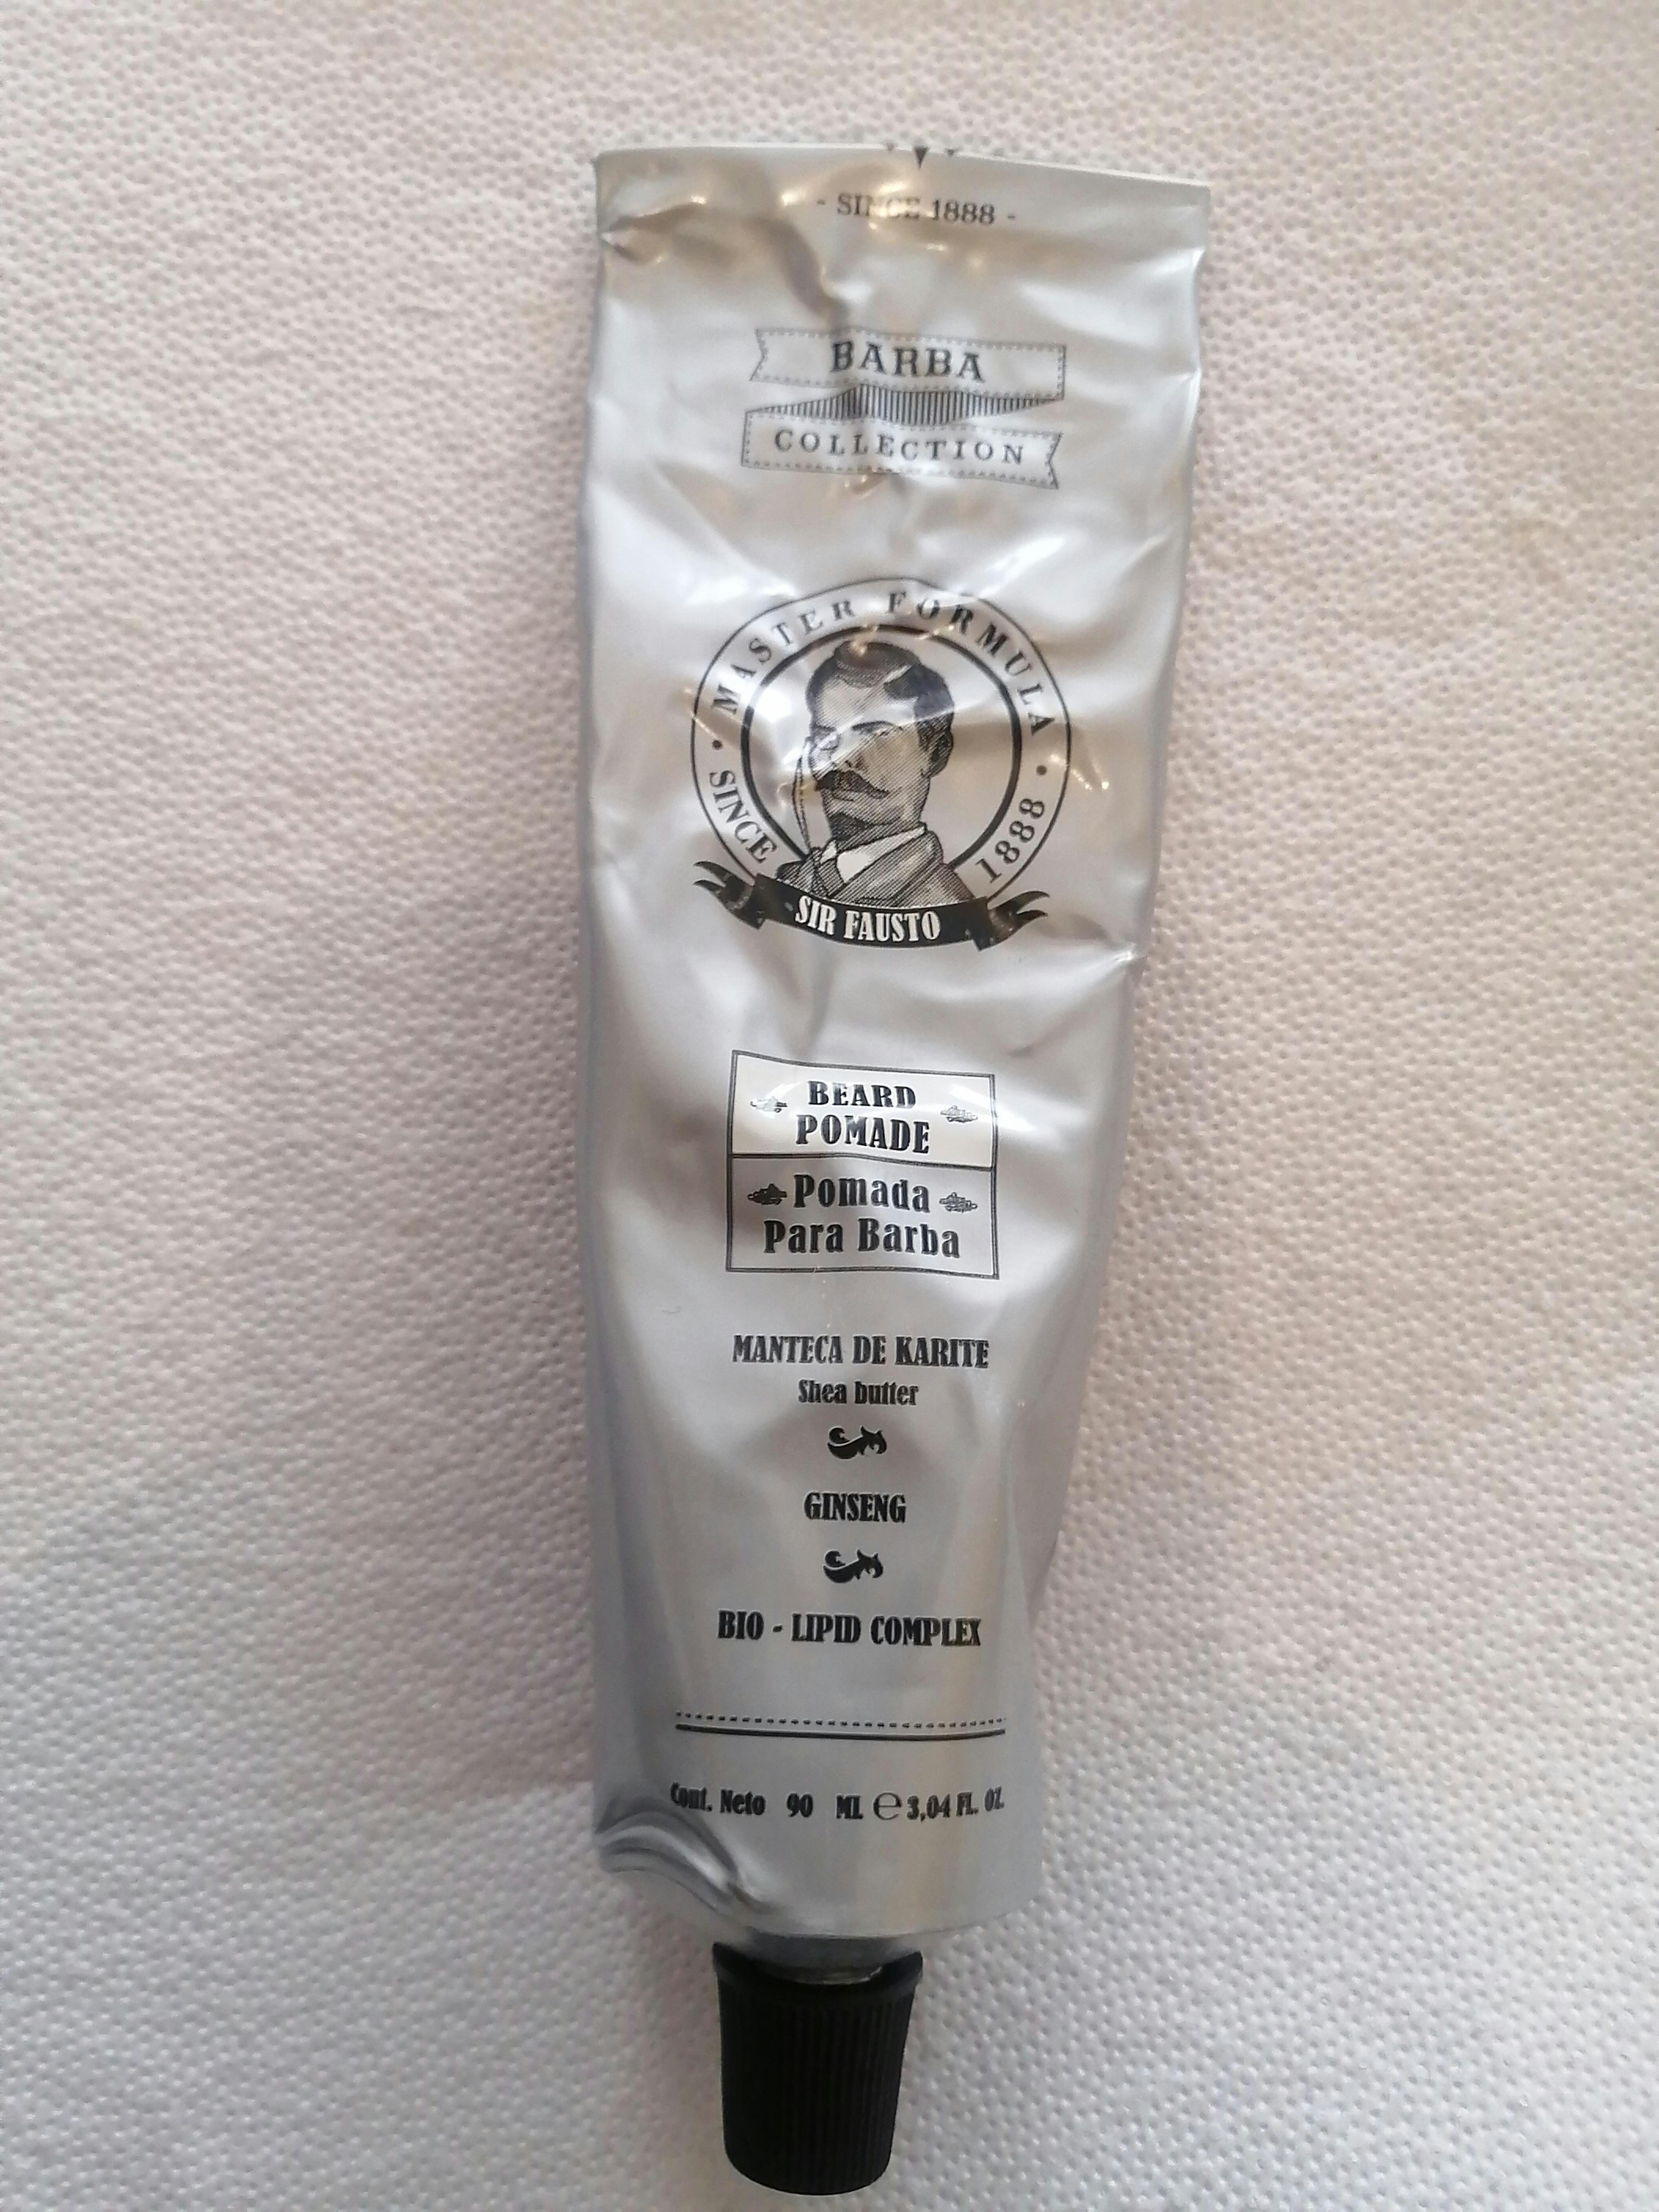 - SINCE 1888 -
BARBA
COLLECTION
• MASTER FORMULA •
SINCE 1888
SIR FAUSTO
BEARD
POMADE
Pomada
Para Barba
MANTECA DE KARITE
Shea butter
GINSENG
BIO - LIPID COMPLEX
Cont. Neto 90 ML ℮ 3,04 FL. OZ.